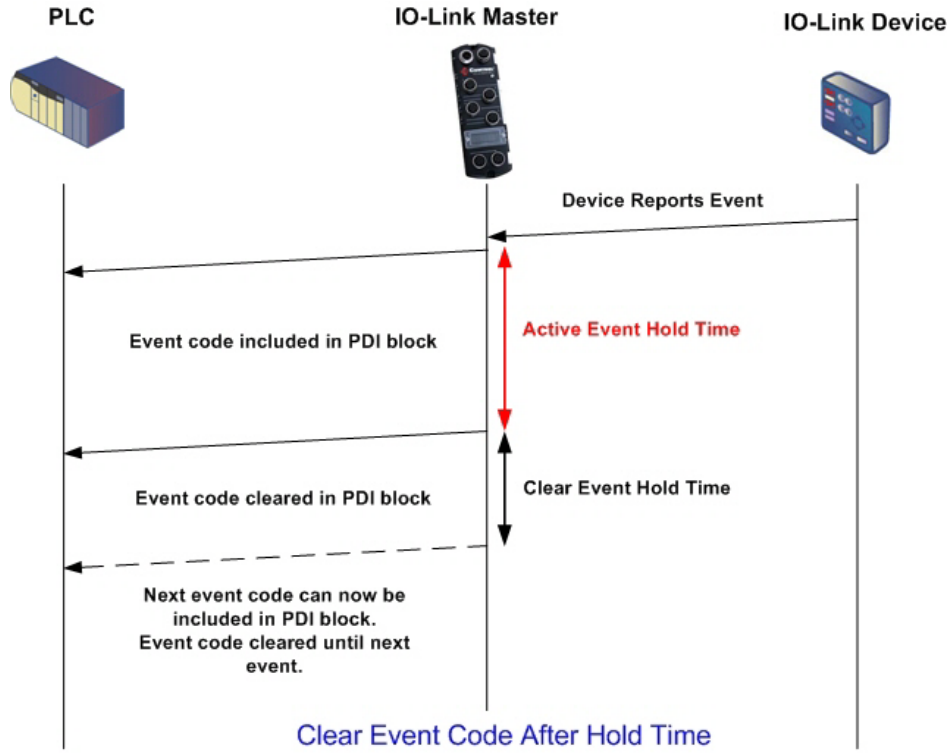 PLC
IO-Link Master
IO-Link Device
Device Reports Event
Event code included in PDI block
Active Event Hold Time
Event code cleared in PDI block
Clear Event Hold Time
Next event code can now be
included in PDI block.
Event code cleared until next
event.
Clear Event Code After Hold Time